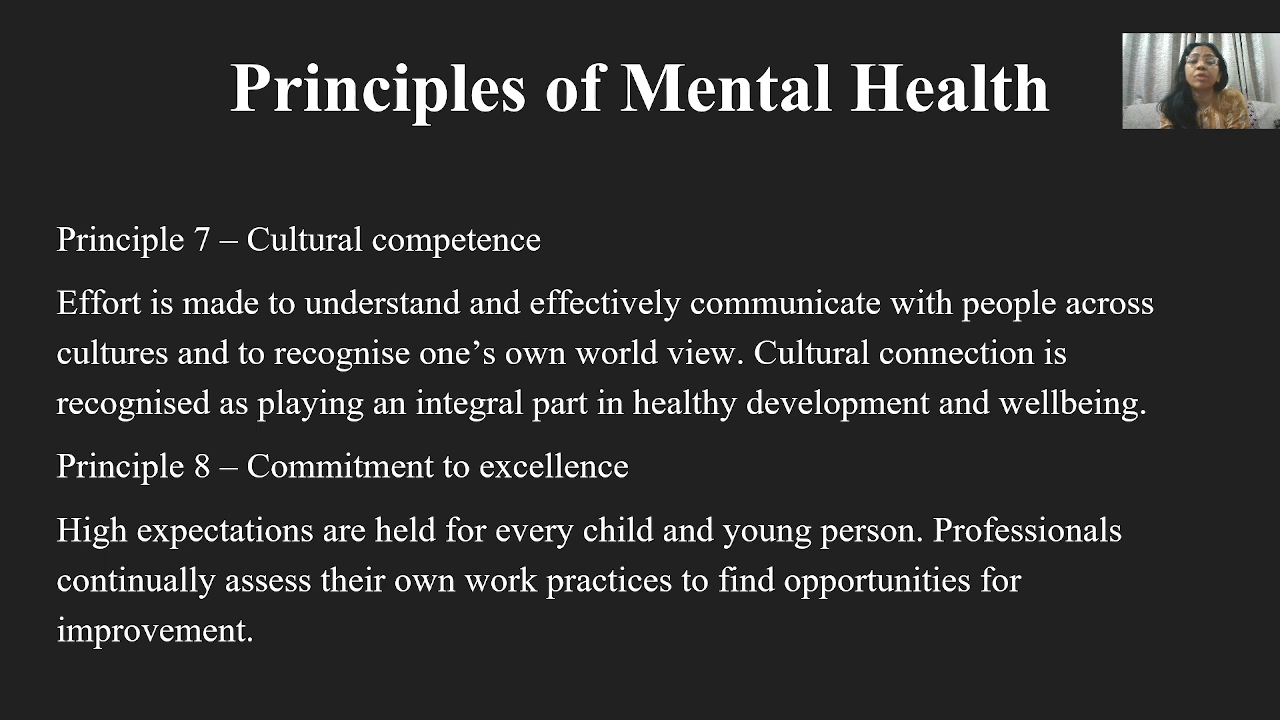 Principles of Mental Health
Principle 7 – Cultural competence
Effort is made to understand and effectively communicate with people across
cultures and to recognise one’s own world view. Cultural connection is
recognised as playing an integral part in healthy development and wellbeing.
Principle 8 – Commitment to excellence
High expectations are held for every child and young person. Professionals
continually assess their own work practices to find opportunities for
improvement.